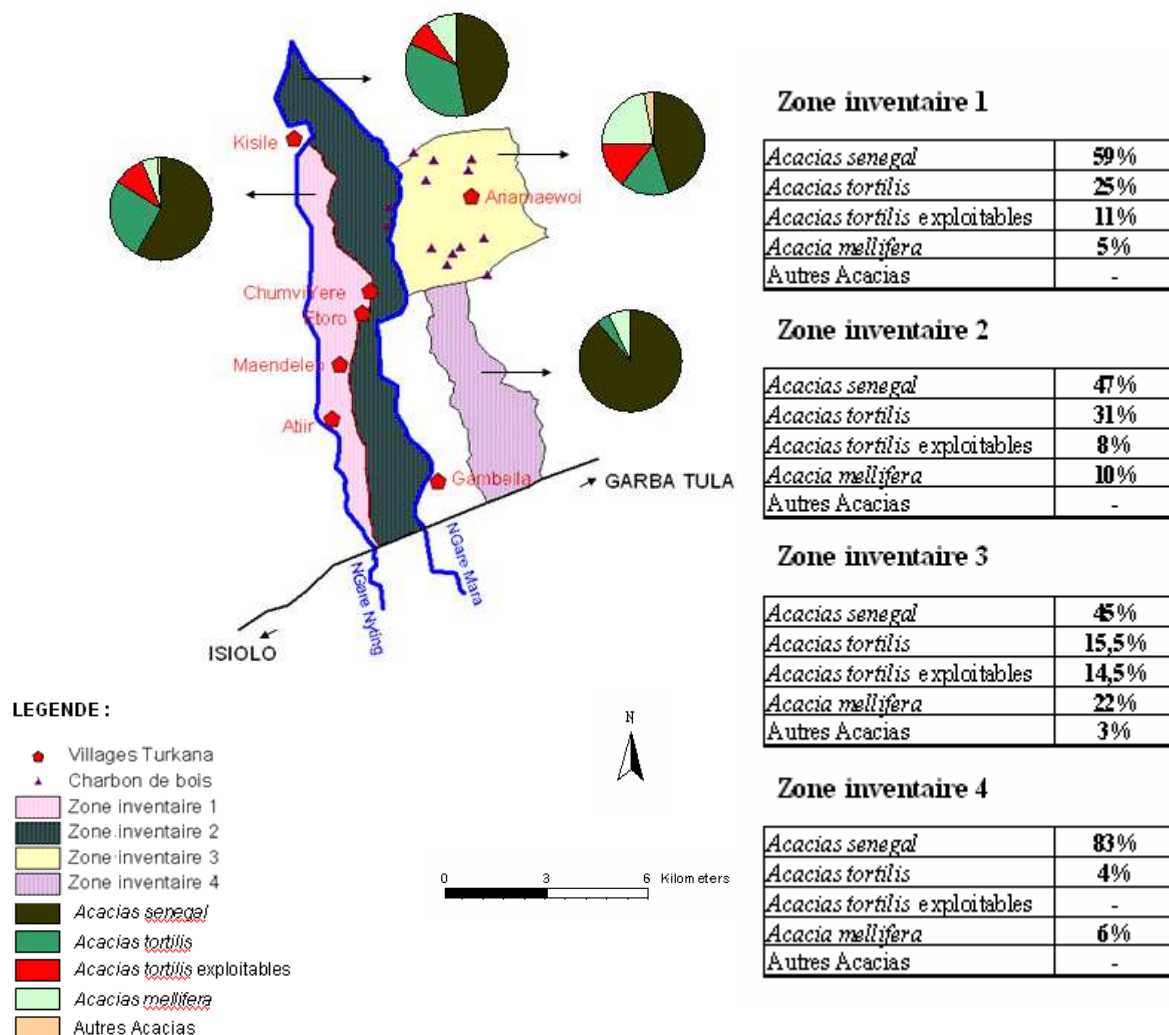 Kisile
Ariamaewoi
Chumvi Yere
Etoro
Maendeleo
Atiir
Gambella
GARBA TULA
NGare Mara
NGare Nyting
ISIOLO
LEGENDE :
Villages Turkana
Charbon de bois
Zone inventaire 1
Zone inventaire 2
Zone inventaire 3
Zone inventaire 4
Acacias senegal
Acacias tortilis
Acacias tortilis exploitables
Acacias mellifera
Autres Acacias
N
0 3 6 Kilometers
Zone inventaire 1
Acacias senegal 59%
Acacias tortilis 25%
Acacias tortilis exploitables 11%
Acacia mellifera 5%
Autres Acacias -
Zone inventaire 2
Acacias senegal 47%
Acacias tortilis 31%
Acacias tortilis exploitables 8%
Acacia mellifera 10%
Autres Acacias -
Zone inventaire 3
Acacias senegal 45%
Acacias tortilis 15,5%
Acacias tortilis exploitables 14,5%
Acacia mellifera 22%
Autres Acacias 3%
Zone inventaire 4
Acacias senegal 83%
Acacias tortilis 4%
Acacias tortilis exploitables -
Acacia mellifera 6%
Autres Acacias -